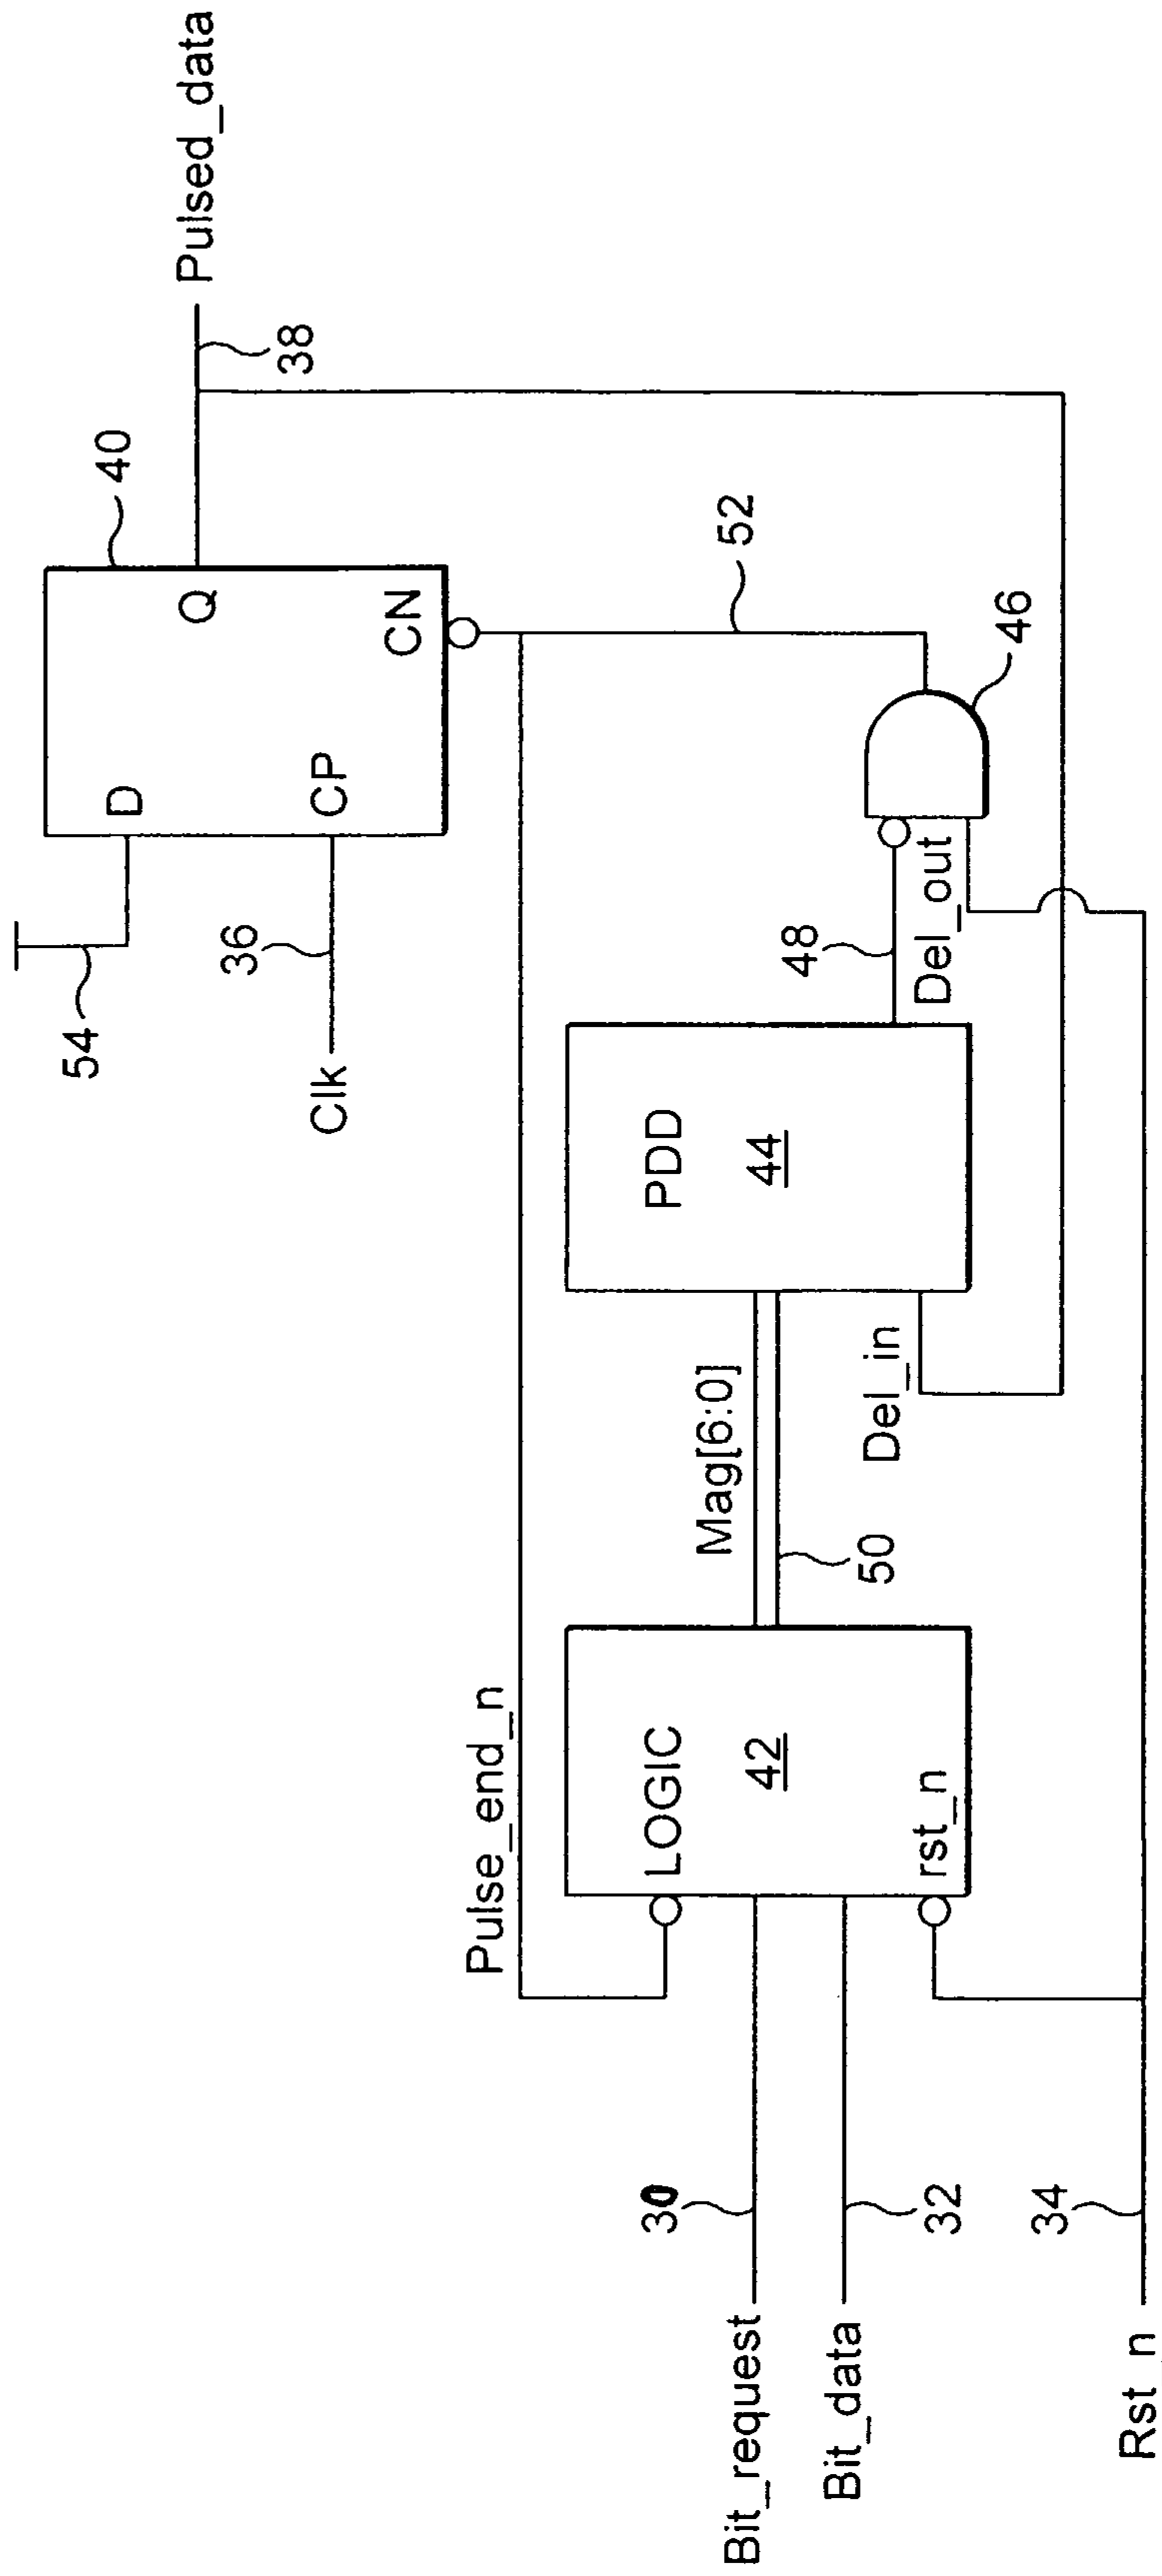 Pulsed_data
38
40
Q
D
CP
CN
54
36
Clk
52
46
48
Del_out
PDD
44
Del_in
Mag[6:0]
50
Pulse_end_n
LOGIC
42
rst_n
30
Bit_request
32
Bit_data
34
Rst_n